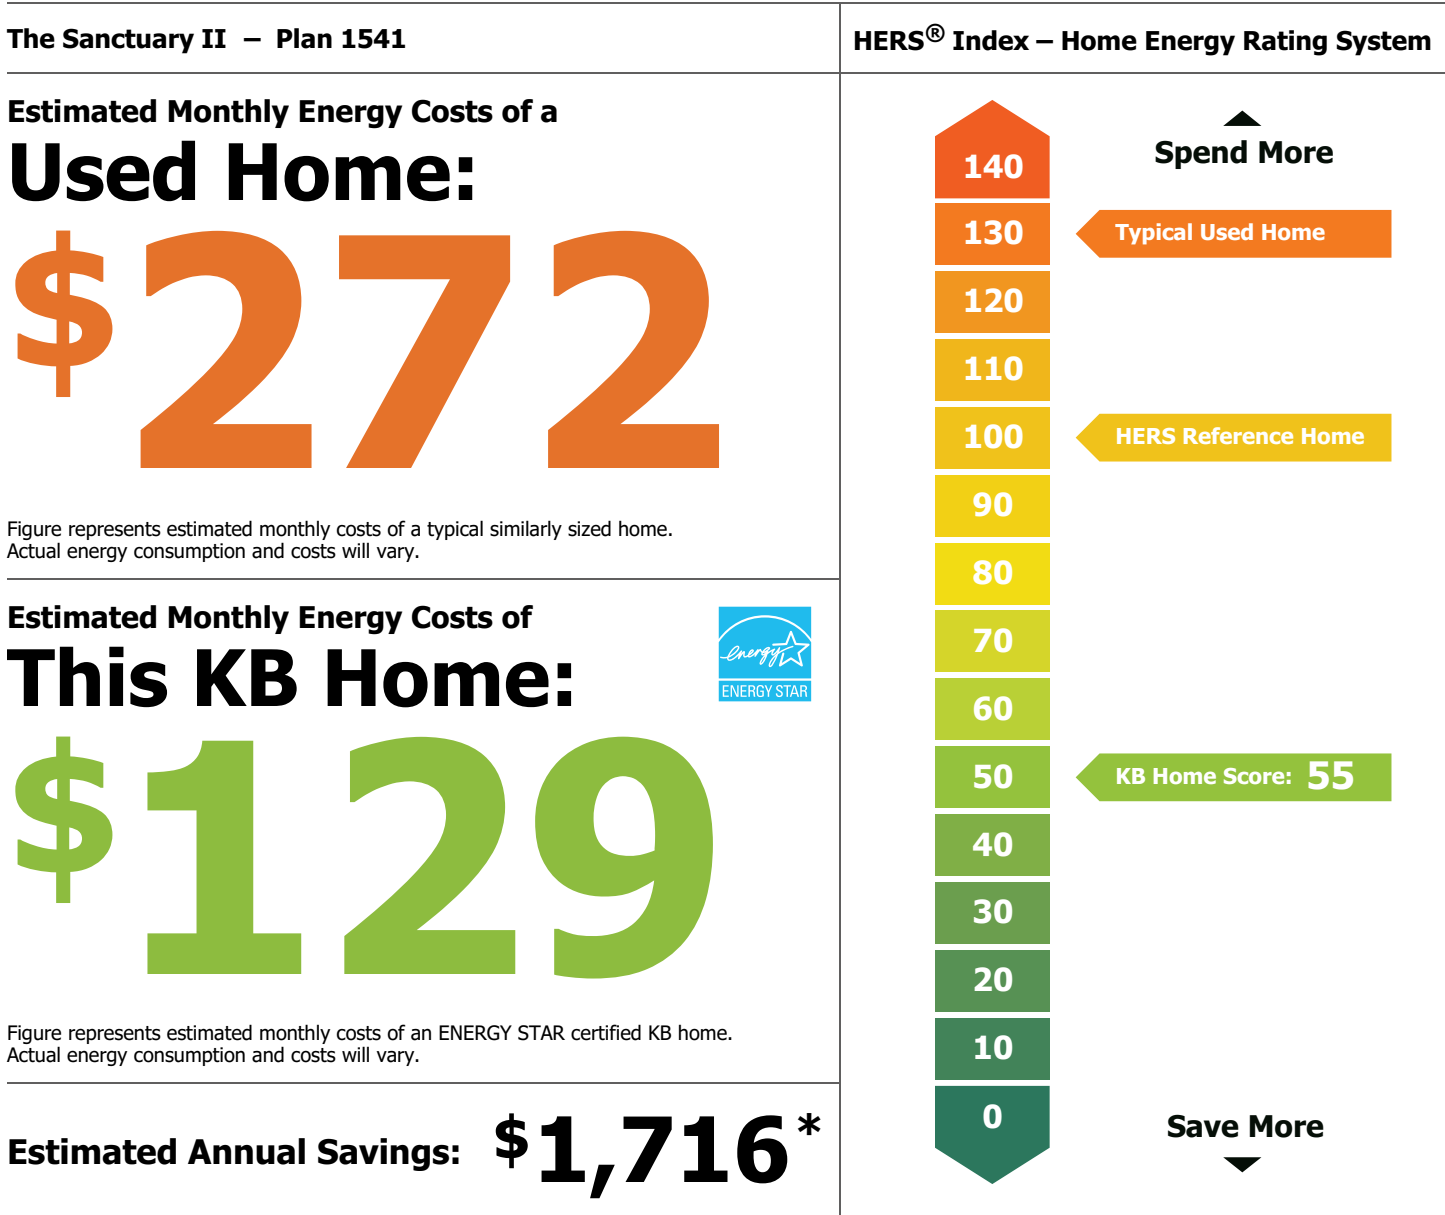 The Sanctuary II – Plan 1541
Estimated Monthly Energy Costs of a
Used Home:
$272
Figure represents estimated monthly costs of a typical similarly sized home.
Actual energy consumption and costs will vary.
Estimated Monthly Energy Costs of
This KB Home:
energy
ENERGY STAR
$129
Figure represents estimated monthly costs of an ENERGY STAR certified KB home.
Actual energy consumption and costs will vary.
Estimated Annual Savings: $1,716*
HERS® Index – Home Energy Rating System
Spend More
140
130
Typical Used Home
120
110
100
HERS Reference Home
90
80
70
60
50
KB Home Score: 55
40
30
20
10
0
Save More